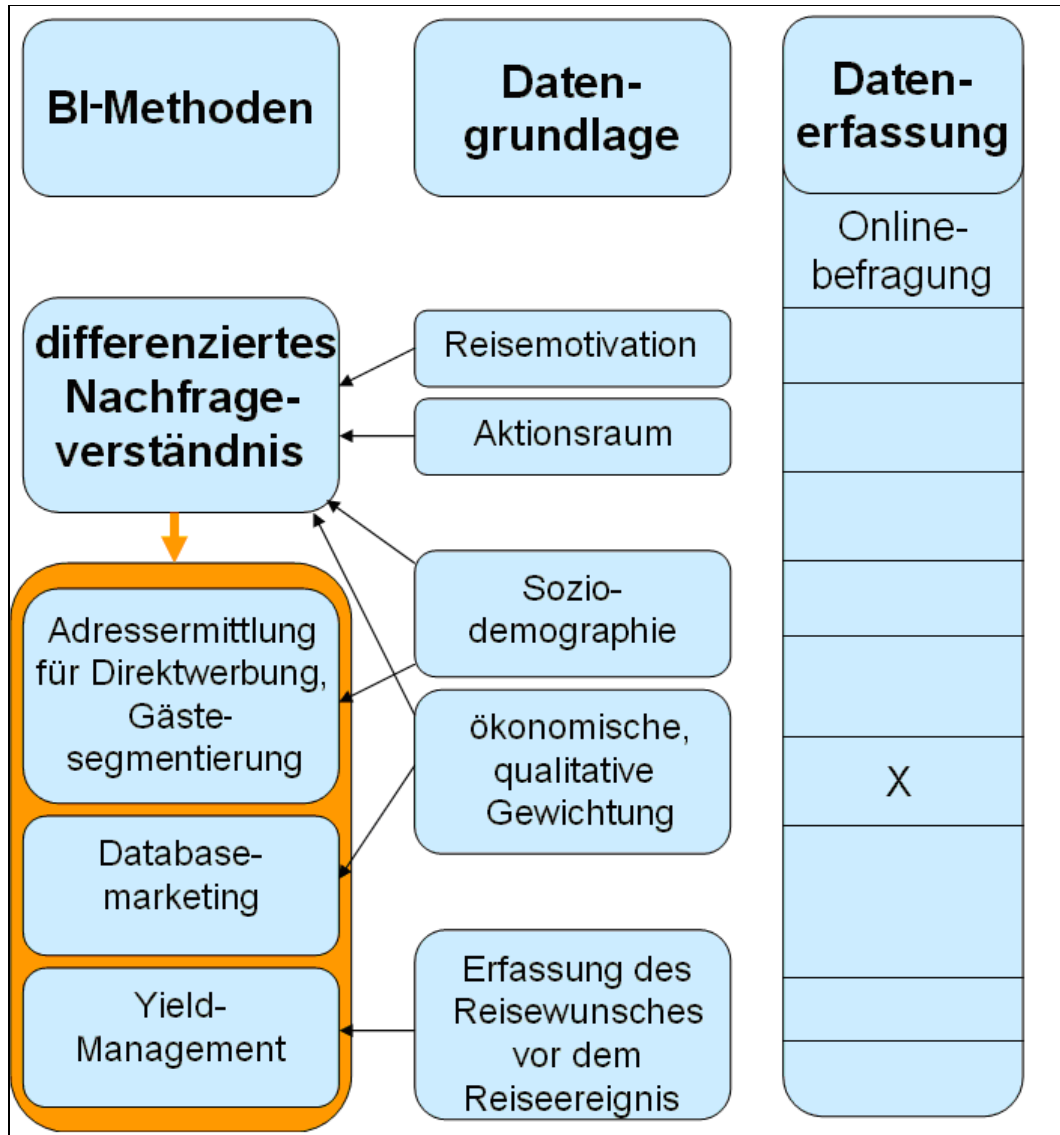 BI-Methoden
Daten-
grundlage
Daten-
erfassung
Online-
befragung
differenziertes
Nachfrage-
verständnis
Reisemotivation
Aktionsraum
Sozio-
demographie
Adressermittlung
für Direktwerbung,
Gäste-
segmentierung
ökonomische,
qualitative
Gewichtung
X
Database-
marketing
Yield-
Management
Erfassung des
Reisewunsches
vor dem
Reiseereignis